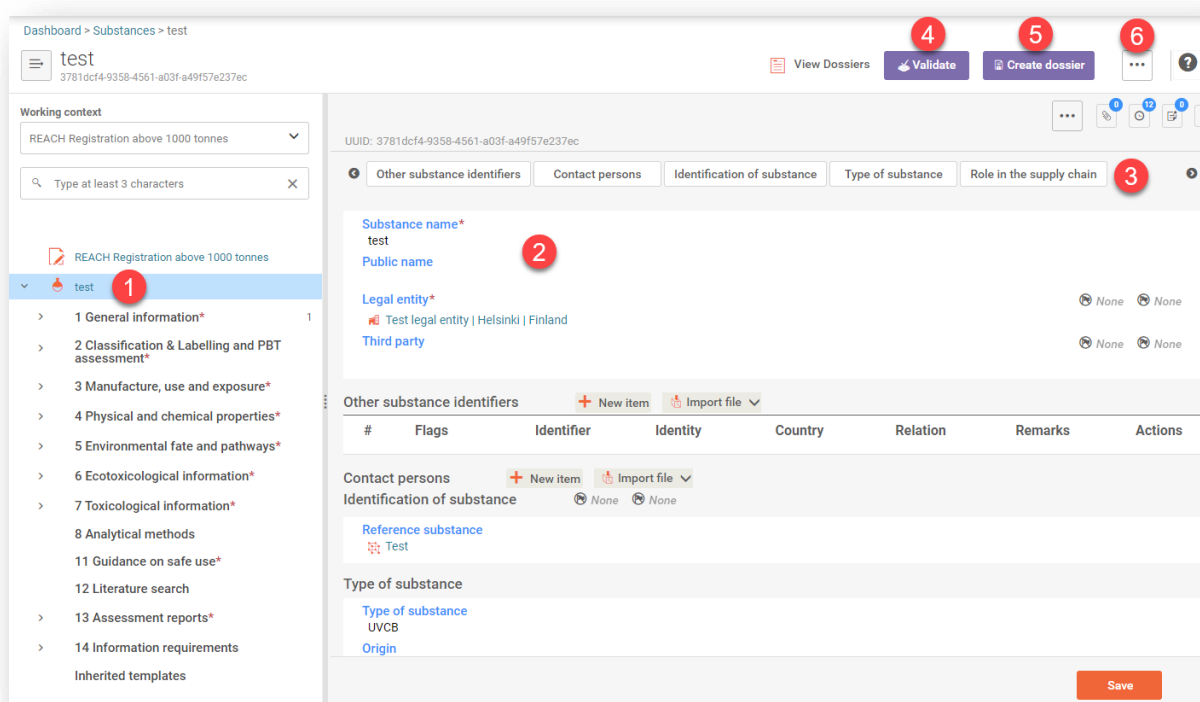 Dashboard > Substances > test
test
3781dcf4-9358-4561-a03f-a49f57e237ec
View Dossiers
Validate
Create dossier
...
?
4
5
6
Working context
REACH Registration above 1000 tonnes
Type at least 3 characters
REACH Registration above 1000 tonnes
test
1
1 General information*
1
2 Classification & Labelling and PBT
assessment*
3 Manufacture, use and exposure*
4 Physical and chemical properties*
5 Environmental fate and pathways*
6 Ecotoxicological information*
7 Toxicological information*
8 Analytical methods
11 Guidance on safe use*
12 Literature search
13 Assessment reports*
14 Information requirements
Inherited templates
...
0
12
0
UUID: 3781dcf4-9358-4561-a03f-a49f57e237ec
Other substance identifiers
Contact persons
Identification of substance
Type of substance
Role in the supply chain
3
Substance name*
test
2
Public name
Legal entity*
None None
Test legal entity | Helsinki | Finland
Third party
None None
Other substance identifiers
New item
Import file
# Flags Identifier Identity Country Relation Remarks Actions
Contact persons
New item
Import file
Identification of substance
None None
Reference substance
Test
Type of substance
Type of substance
UVCB
Origin
Save